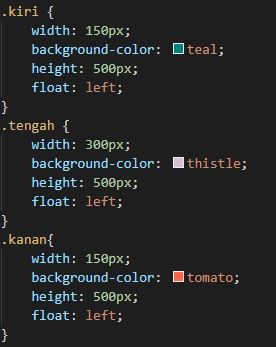 .kiri {
    width: 150px;
    background-color: teal;
    height: 500px;
    float: left;
}
.tengah {
    width: 300px;
    background-color: thistle;
    height: 500px;
    float: left;
}
.kanan{
    width: 150px;
    background-color: tomato;
    height: 500px;
    float: left;
}